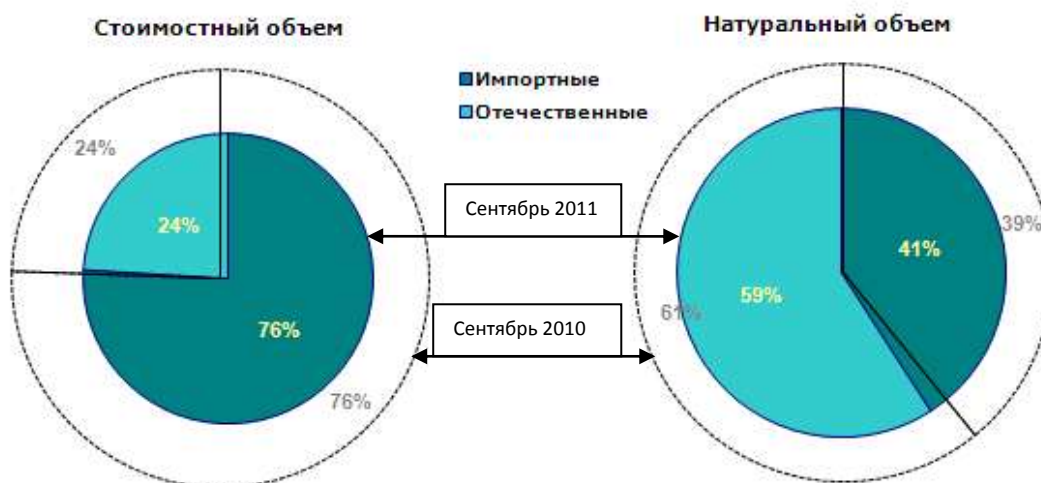 Стоимостный объем
Натуральный объем
Импортные
Отечественные
24%
24%
76%
76%
Сентябрь 2011
Сентябрь 2010
39%
41%
59%
61%